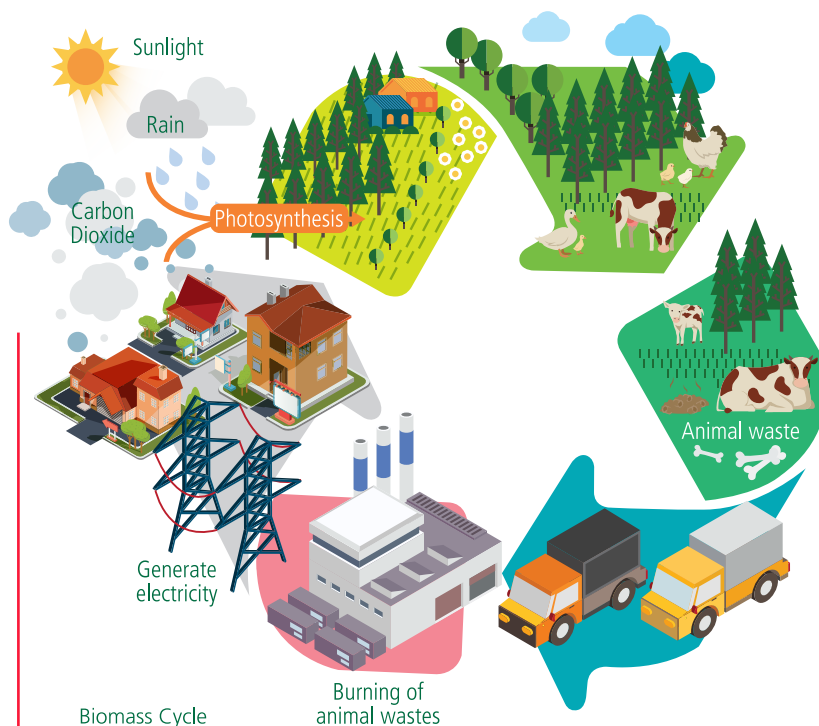 Sunlight
Rain
Carbon
Dioxide
Photosynthesis
Animal waste
Generate
electricity
Burning of
animal wastes
Biomass Cycle